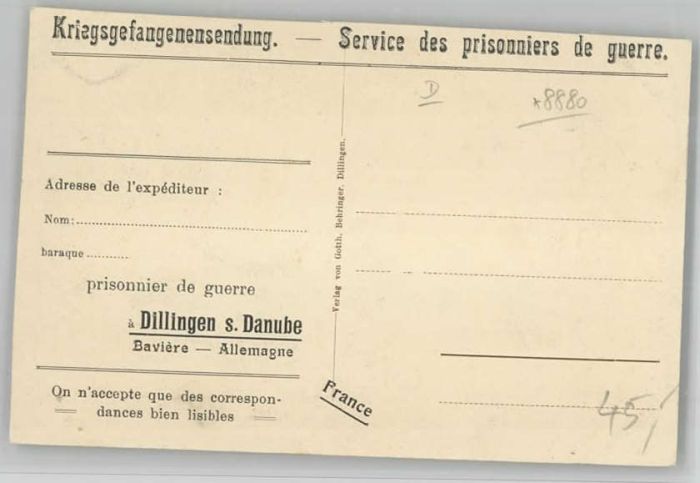 Kriegsgefangenensendung. — Service des prisonniers de guerre.
D
*8880
Adresse de l'expéditeur :
Nom:
baraque
prisonnier de guerre
à Dillingen s. Danube
Bavière — Allemagne
On n'accepte que des correspon-
dances bien lisibles
Verlag von Gotth. Behringer, Dillingen.
France
45,-